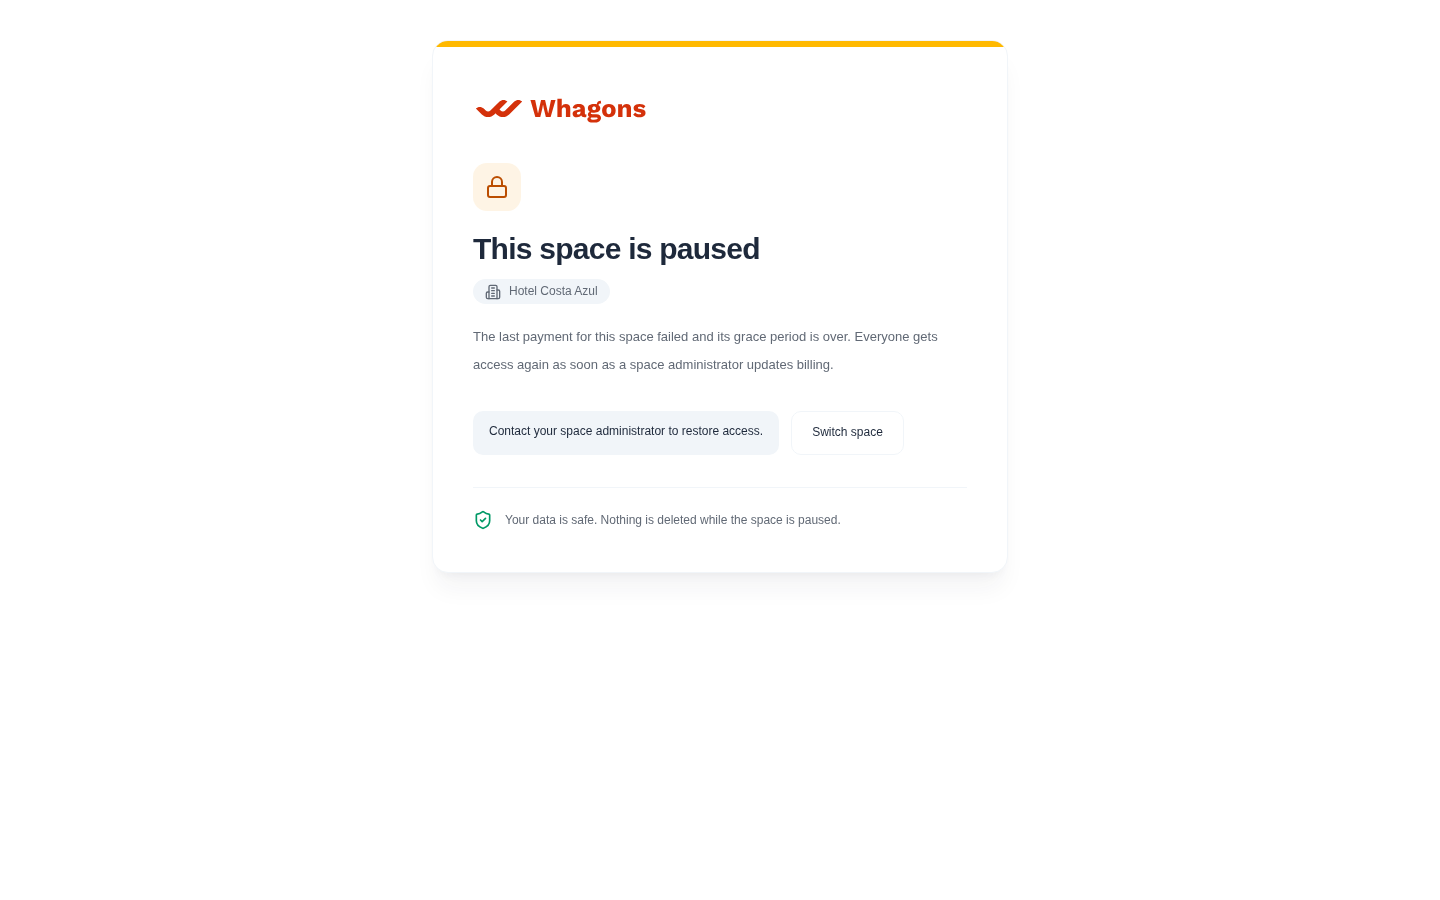 Whagons
This space is paused
Hotel Costa Azul
The last payment for this space failed and its grace period is over. Everyone gets
access again as soon as a space administrator updates billing.
Contact your space administrator to restore access.
Switch space
Your data is safe. Nothing is deleted while the space is paused.